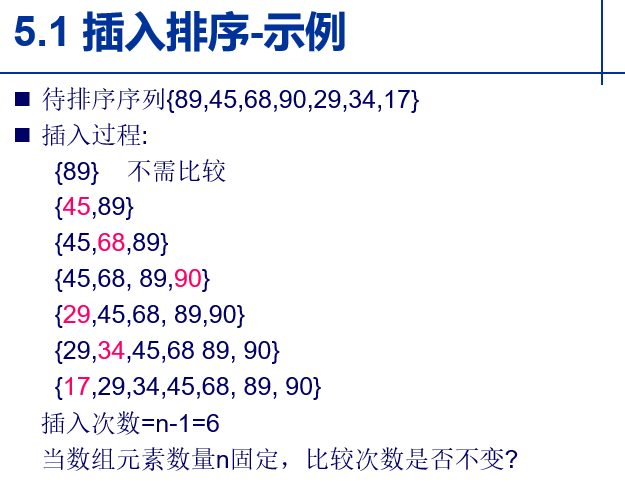 5.1 插入排序-示例
■ 待排序序列{89,45,68,90,29,34,17}
■ 插入过程:
{89} 不需比较
{45,89}
{45,68,89}
{45,68, 89,90}
{29,45,68, 89,90}
{29,34,45,68 89, 90}
{17,29,34,45,68, 89, 90}
插入次数=n-1=6
当数组元素数量n固定，比较次数是否不变?